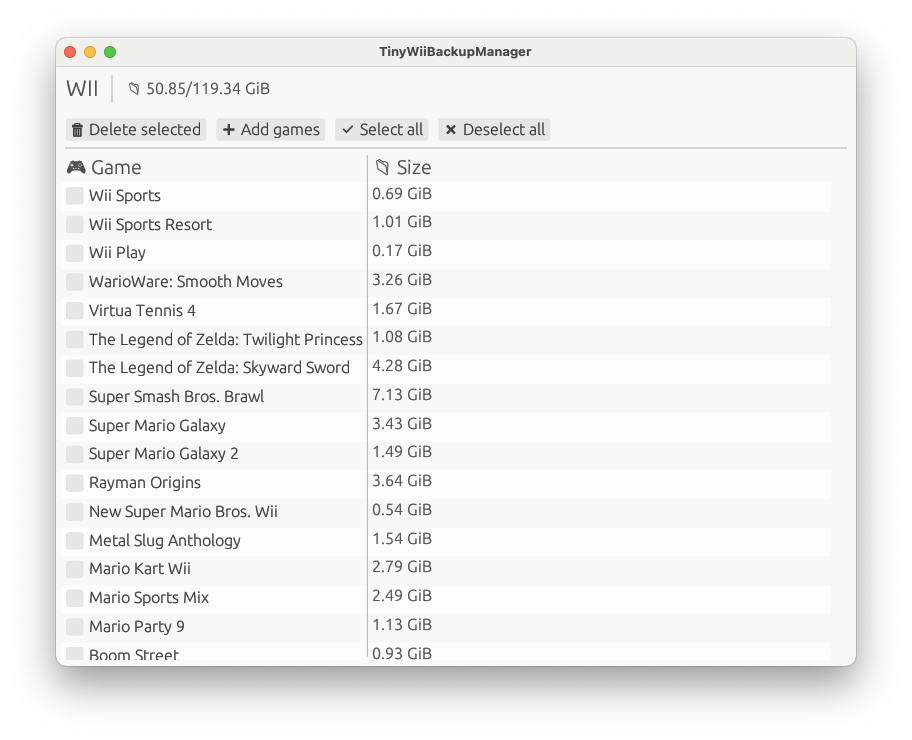 TinyWiiBackupManager
WII 50.85/119.34 GiB
Delete selected Add games Select all Deselect all
Game Size
Wii Sports 0.69 GiB
Wii Sports Resort 1.01 GiB
Wii Play 0.17 GiB
WarioWare: Smooth Moves 3.26 GiB
Virtua Tennis 4 1.67 GiB
The Legend of Zelda: Twilight Princess 1.08 GiB
The Legend of Zelda: Skyward Sword 4.28 GiB
Super Smash Bros. Brawl 7.13 GiB
Super Mario Galaxy 3.43 GiB
Super Mario Galaxy 2 1.49 GiB
Rayman Origins 3.64 GiB
New Super Mario Bros. Wii 0.54 GiB
Metal Slug Anthology 1.54 GiB
Mario Kart Wii 2.79 GiB
Mario Sports Mix 2.49 GiB
Mario Party 9 1.13 GiB
Boom Street 0.93 GiB